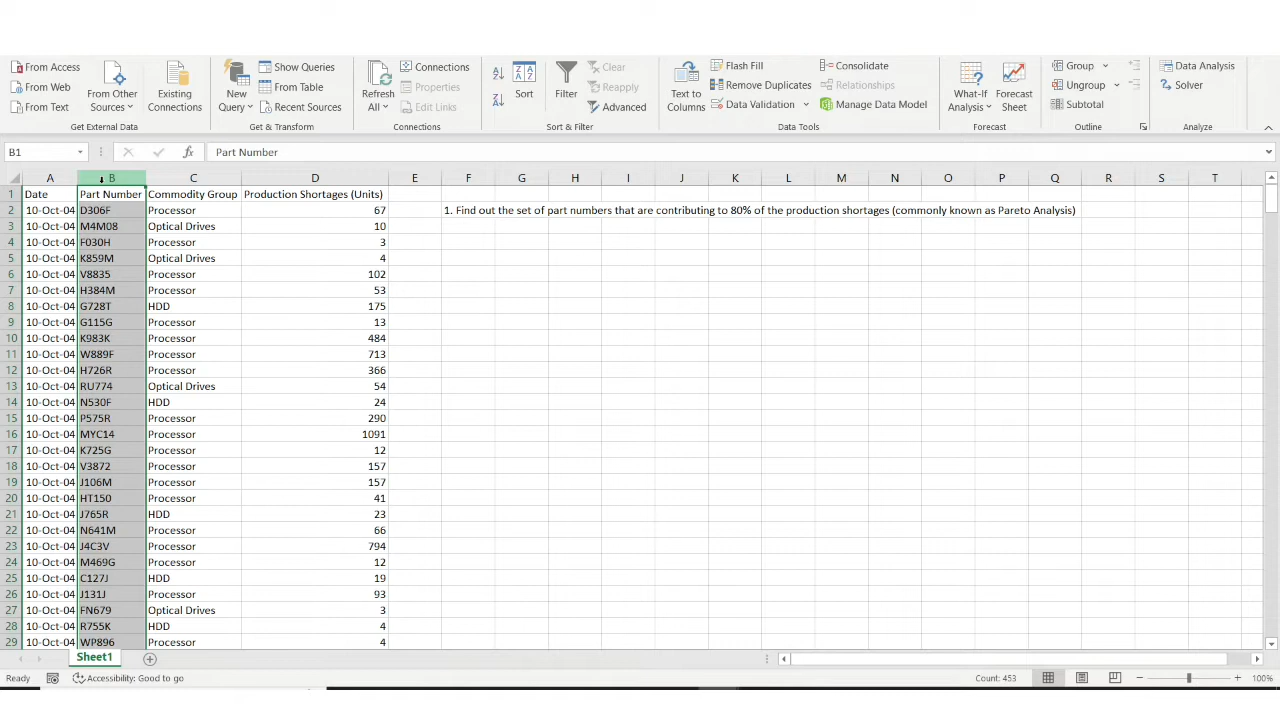 From Access
From Web
From Text
From Other Sources
Existing Connections
Get External Data
New Query
Show Queries
From Table
Recent Sources
Get & Transform
Refresh All
Connections
Properties
Edit Links
Connections
Sort
Filter
Clear
Reapply
Advanced
Sort & Filter
Text to Columns
Flash Fill
Remove Duplicates
Data Validation
Consolidate
Relationships
Manage Data Model
Data Tools
What-If Analysis
Forecast Sheet
Forecast
Group
Ungroup
Subtotal
Outline
Data Analysis
Solver
Analyze
B1 fx Part Number
A B C D E F G H I J K L M N O P Q R S T
1 Date Part Number Commodity Group Production Shortages (Units)
2 10-Oct-04 D306F Processor 67 1. Find out the set of part numbers that are contributing to 80% of the production shortages (commonly known as Pareto Analysis)
3 10-Oct-04 M4M08 Optical Drives 10
4 10-Oct-04 F030H Processor 3
5 10-Oct-04 K859M Optical Drives 4
6 10-Oct-04 V8835 Processor 102
7 10-Oct-04 H384M Processor 53
8 10-Oct-04 G728T HDD 175
9 10-Oct-04 G115G Processor 13
10 10-Oct-04 K983K Processor 484
11 10-Oct-04 W889F Processor 713
12 10-Oct-04 H726R Processor 366
13 10-Oct-04 RU774 Optical Drives 54
14 10-Oct-04 N530F HDD 24
15 10-Oct-04 P575R Processor 290
16 10-Oct-04 MYC14 Processor 1091
17 10-Oct-04 K725G Processor 12
18 10-Oct-04 V3872 Processor 157
19 10-Oct-04 J106M Processor 157
20 10-Oct-04 HT150 Processor 41
21 10-Oct-04 J765R HDD 23
22 10-Oct-04 N641M Processor 66
23 10-Oct-04 J4C3V Processor 794
24 10-Oct-04 M469G Processor 12
25 10-Oct-04 C127J HDD 19
26 10-Oct-04 J131J Processor 93
27 10-Oct-04 FN679 Optical Drives 3
28 10-Oct-04 R755K HDD 4
29 10-Oct-04 WP896 Processor 4
Sheet1
Ready Accessibility: Good to go Count: 453 100%